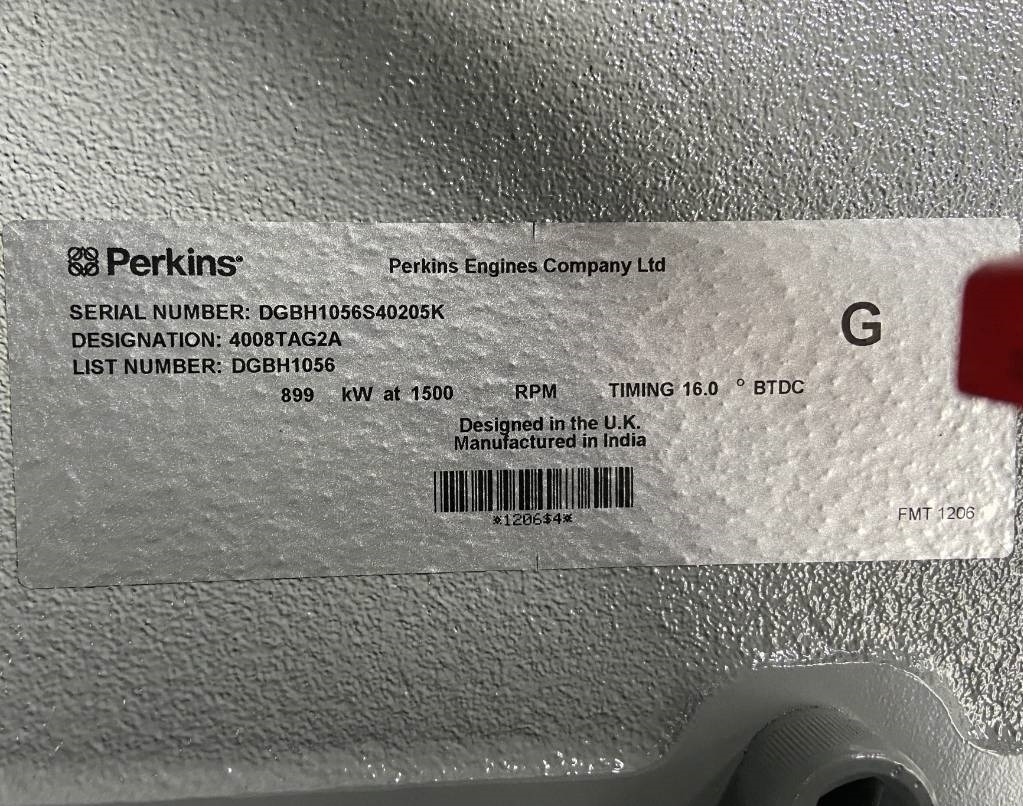 Perkins
Perkins Engines Company Ltd
SERIAL NUMBER: DGBH1056S40205K
DESIGNATION: 4008TAG2A
LIST NUMBER: DGBH1056
G
899 kW at 1500 RPM TIMING 16.0 ° BTDC
Designed in the U.K.
Manufactured in India
*1206$4*
FMT 1206